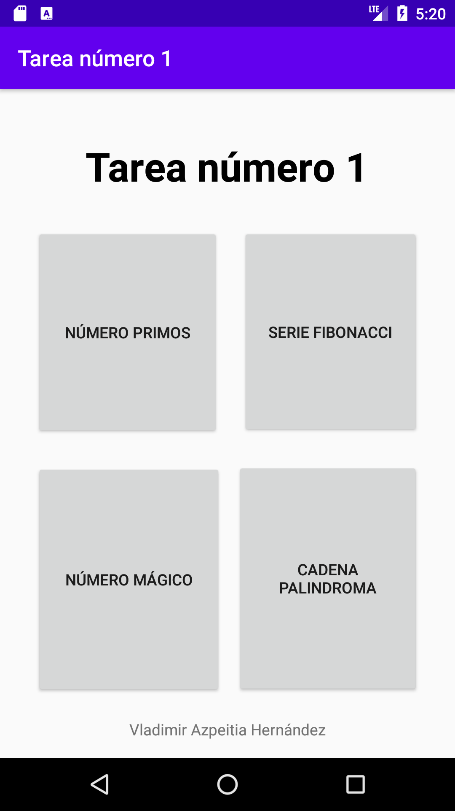 LTE 5:20
Tarea número 1
Tarea número 1
NÚMERO PRIMOS
SERIE FIBONACCI
NÚMERO MÁGICO
CADENA
PALINDROMA
Vladimir Azpeitia Hernández